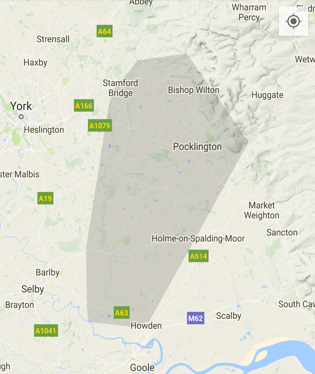 Abbey
Wharram
Percy
A64
Strensall
Haxby
Wetw
Stamford
Bridge
Bishop Wilton
Huggate
York
A166
Heslington
A1079
Pocklington
ster Malbis
A19
Market
Weighton
Sancton
Holme-on-Spalding-Moor
A614
Barlby
Selby
Brayton
South Cav
A63
M62
Scalby
Howden
A1041
Goole
ugh